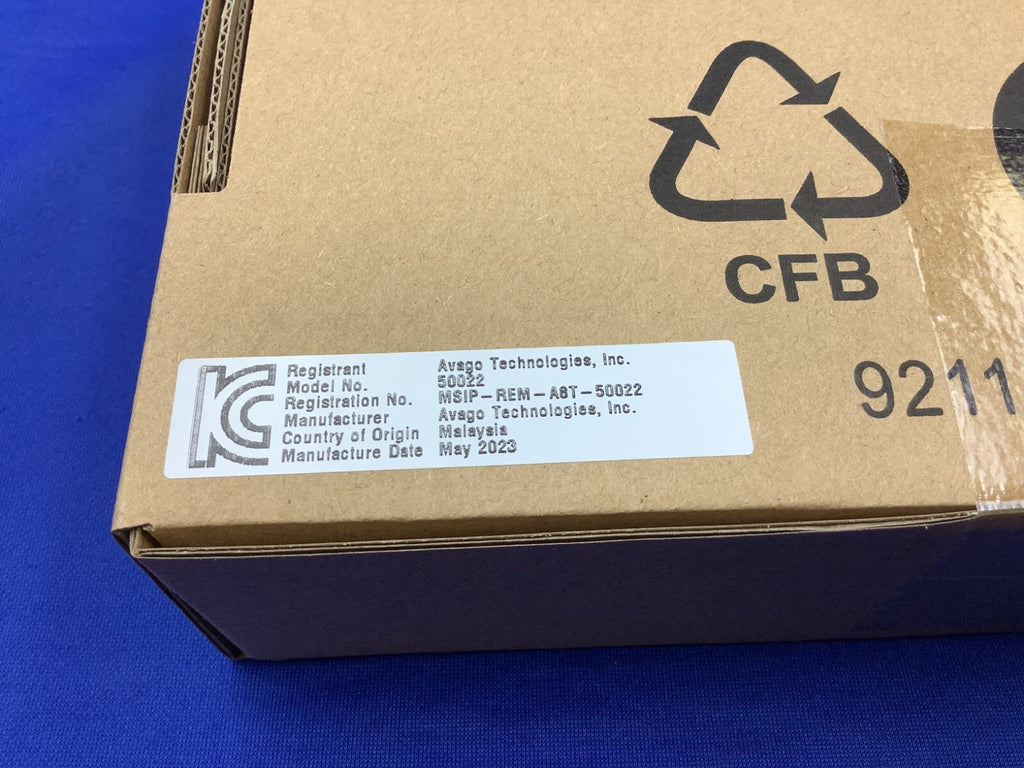 CFB
9211
KC
Registrant Avago Technologies, Inc.
Model No. 50022
Registration No. MSIP-REM-A8T-50022
Manufacturer Avago Technologies, Inc.
Country of Origin Malaysia
Manufacture Date May 2023